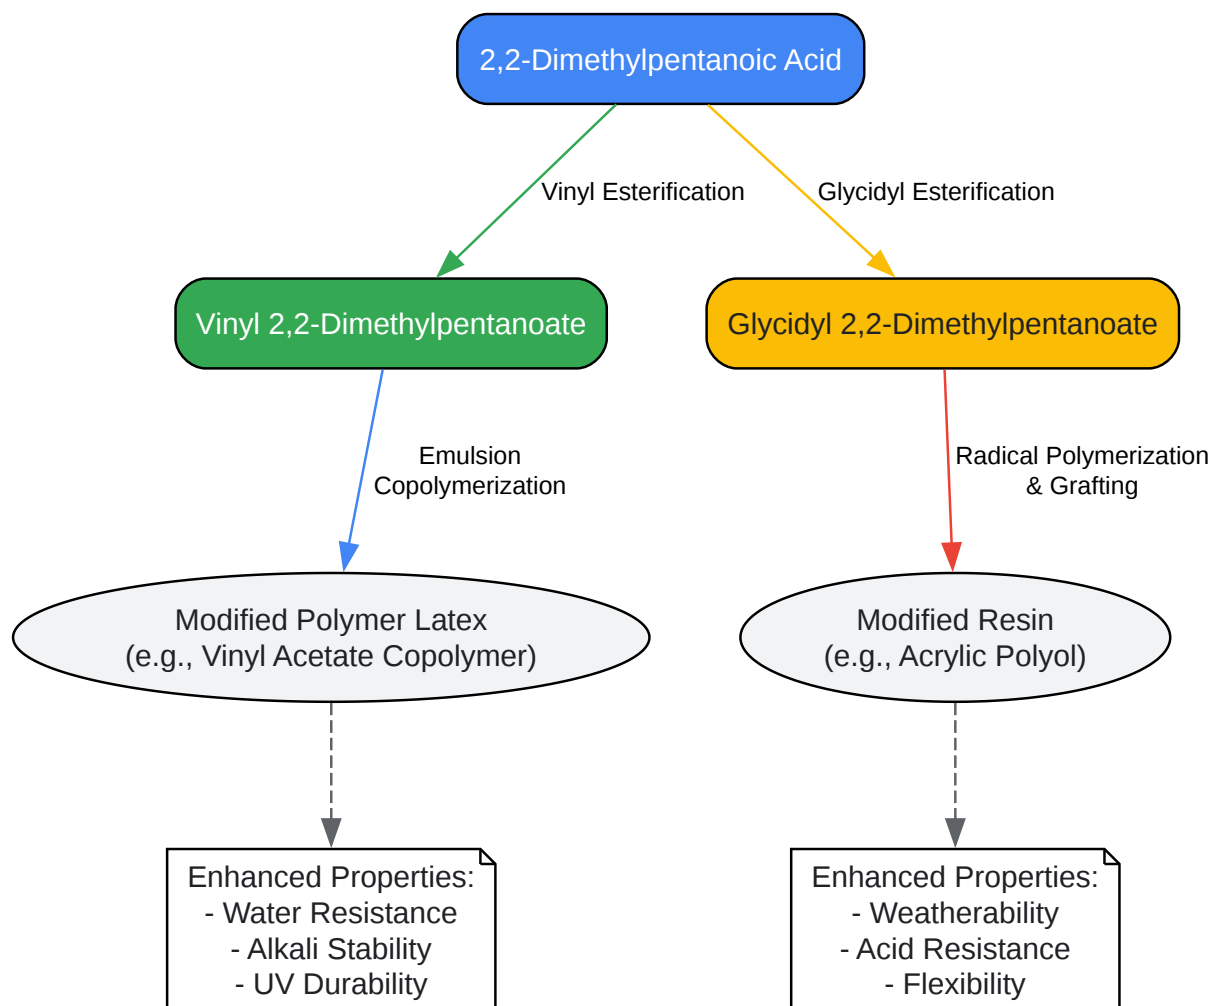 2,2-Dimethylpentanoic Acid
Vinyl Esterification
Glycidyl Esterification
Vinyl 2,2-Dimethylpentanoate
Glycidyl 2,2-Dimethylpentanoate
Emulsion
Copolymerization
Radical Polymerization
& Grafting
Modified Polymer Latex
(e.g., Vinyl Acetate Copolymer)
Modified Resin
(e.g., Acrylic Polyol)
Enhanced Properties:
- Water Resistance
- Alkali Stability
- UV Durability
Enhanced Properties:
- Weatherability
- Acid Resistance
- Flexibility